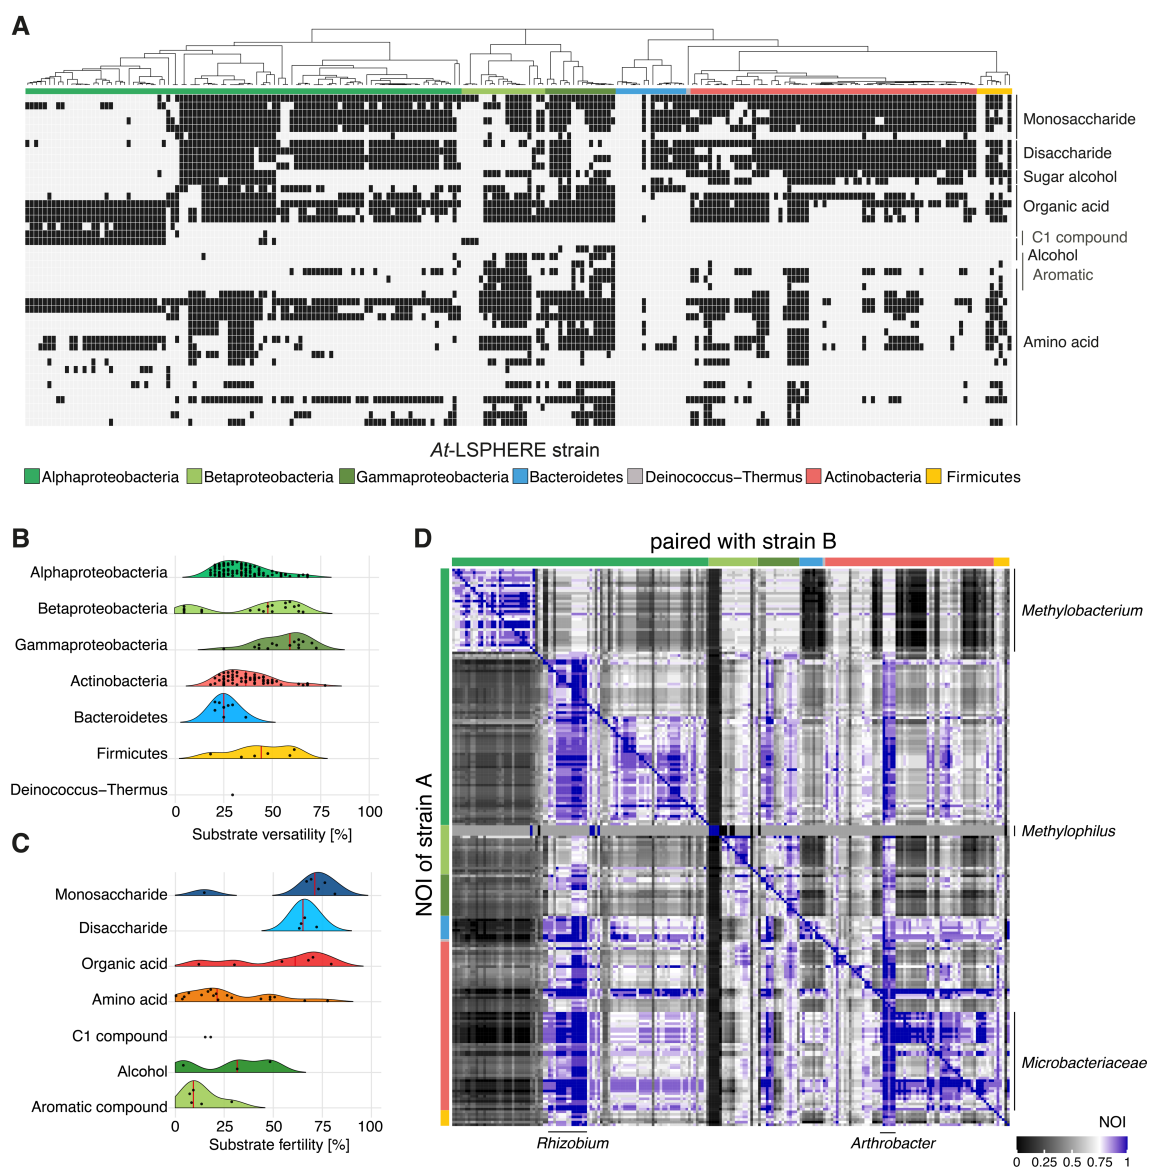 A
Monosaccharide
Disaccharide
Sugar alcohol
Organic acid
C1 compound
Alcohol
Aromatic
Amino acid
At-LSPHERE strain
Alphaproteobacteria Betaproteobacteria Gammaproteobacteria Bacteroidetes Deinococcus−Thermus Actinobacteria Firmicutes
B
Alphaproteobacteria
Betaproteobacteria
Gammaproteobacteria
Actinobacteria
Bacteroidetes
Firmicutes
Deinococcus−Thermus
0 25 50 75 100
Substrate versatility [%]
C
Monosaccharide
Disaccharide
Organic acid
Amino acid
C1 compound
Alcohol
Aromatic compound
0 25 50 75 100
Substrate fertility [%]
D
paired with strain B
NOI of strain A
Methylobacterium
Methylophilus
Microbacteriaceae
Rhizobium
Arthrobacter
NOI
0 0.25 0.5 0.75 1